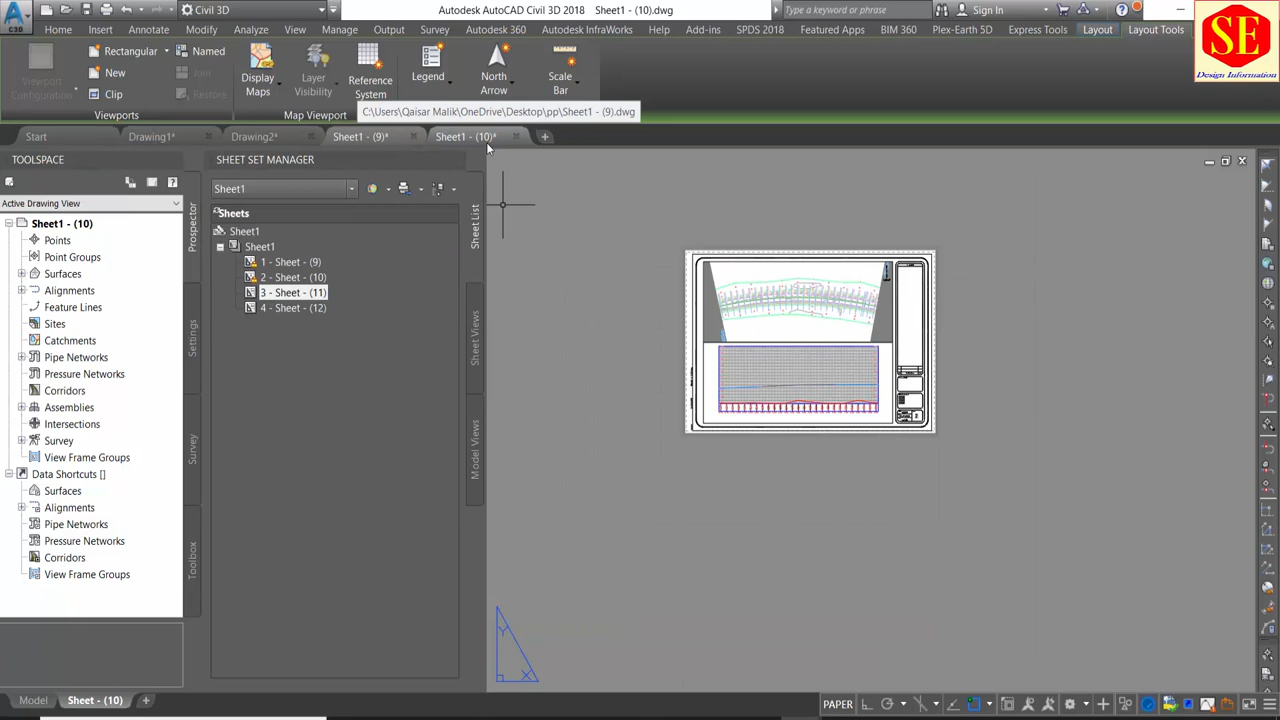 Civil 3D
Autodesk AutoCAD Civil 3D 2018 Sheet1 - (10).dwg
Type a keyword or phrase
Sign In
C3D
Home Insert Annotate Modify Analyze View Manage Output Survey Autodesk 360 Autodesk InfraWorks Help Add-ins SPDS 2018 Featured Apps BIM 360 Plex-Earth 5D Express Tools Layout Layout Tools
SE
Design Information
Viewport
Configuration
Rectangular
New
Clip
Named
Join
Restore
Viewports
Display
Maps
Layer
Visibility
Reference
System
Map Viewport
Legend
North
Arrow
Scale
Bar
C:\Users\Qaisar Malik\OneDrive\Desktop\pp\Sheet1 - (9).dwg
Start Drawing1* Drawing2* Sheet1 - (9)* Sheet1 - (10)*
TOOLSPACE
Active Drawing View
Sheet1 - (10)
Points
Point Groups
Surfaces
Alignments
Feature Lines
Sites
Catchments
Pipe Networks
Pressure Networks
Corridors
Assemblies
Intersections
Survey
View Frame Groups
Data Shortcuts []
Surfaces
Alignments
Pipe Networks
Pressure Networks
Corridors
View Frame Groups
Prospector
Settings
Survey
Toolbox
SHEET SET MANAGER
Sheet1
Sheets
Sheet1
Sheet1
1 - Sheet - (9)
2 - Sheet - (10)
3 - Sheet - (11)
4 - Sheet - (12)
Sheet List
Sheet Views
Model Views
Y
X
Model Sheet - (10)
PAPER